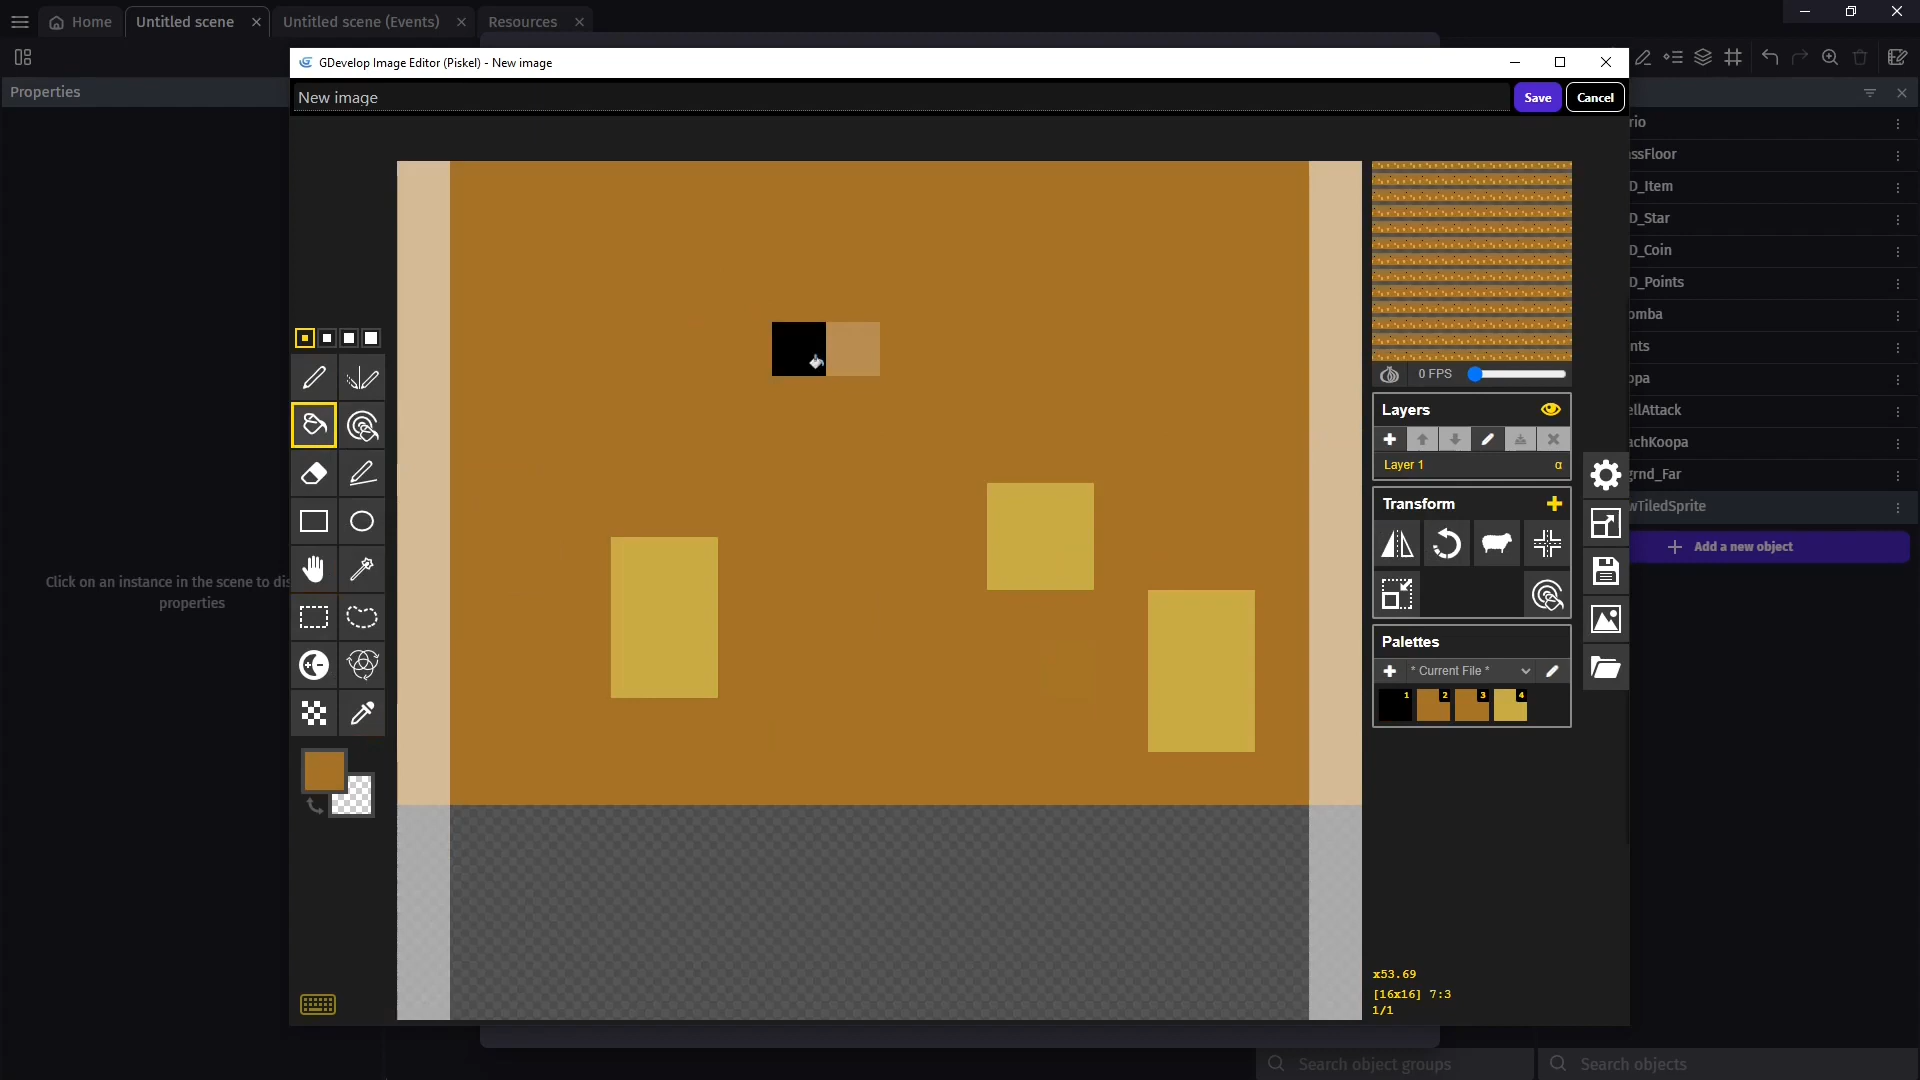 Home
Untitled scene
Untitled scene (Events)
Resources
GDevelop Image Editor (Piskel) - New image
Properties
New image
Save
Cancel
rio
ssFloor
D_Item
D_Star
D_Coin
D_Points
omba
nts
opa
ellAttack
achKoopa
grnd_Far
wTiledSprite
Add a new object
0 FPS
Layers
Layer 1
α
Transform
Palettes
* Current File *
1
2
3
4
Click on an instance in the scene to dis
properties
x53.69
[16x16] 7:3
1/1
Search object groups
Search objects